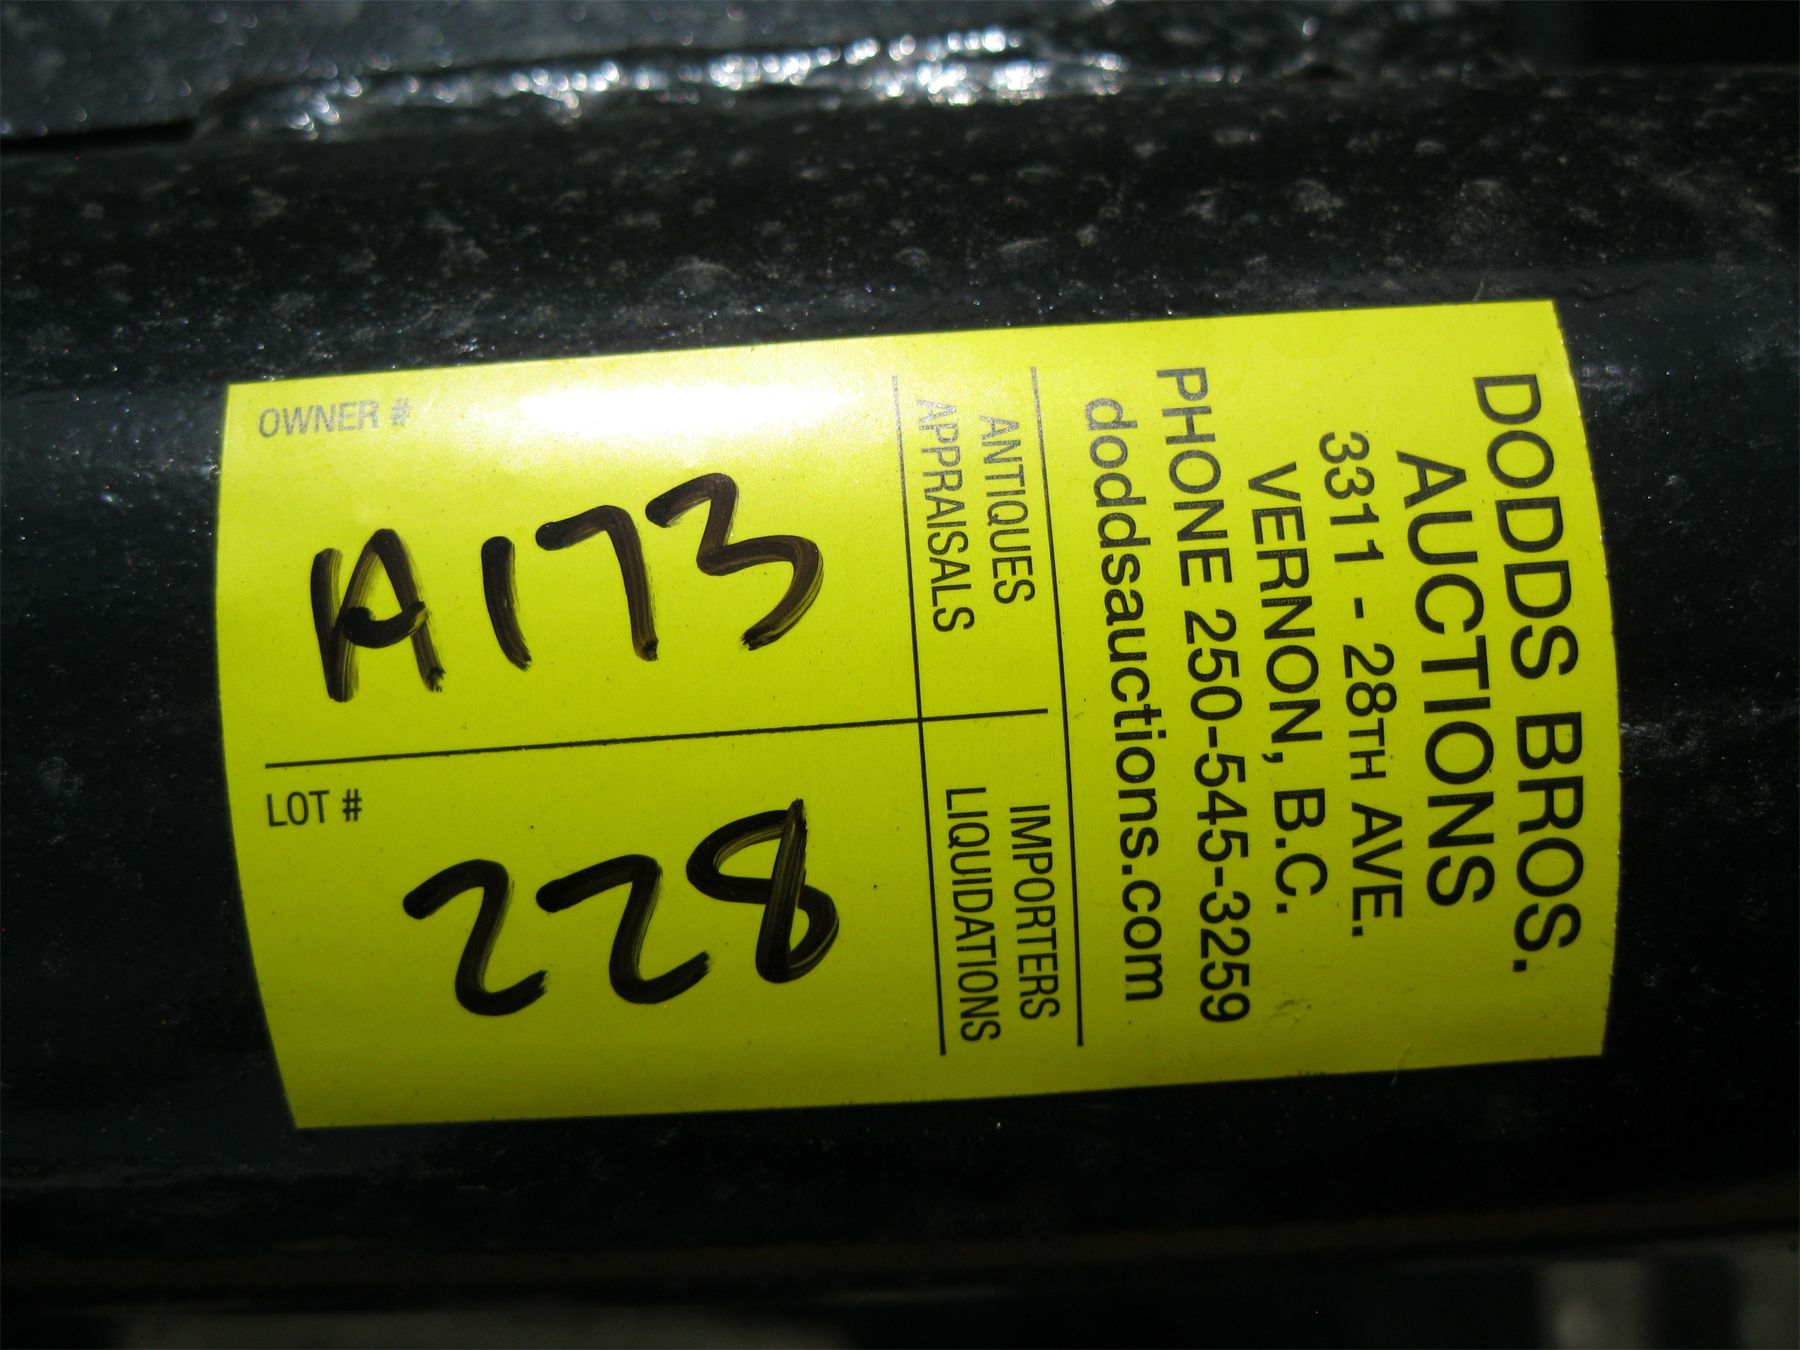 DODDS BROS.
AUCTIONS
3311 - 28TH AVE.
VERNON, B.C.
PHONE 250-545-3259
doddsauctions.com
ANTIQUES
APPRAISALS
IMPORTERS
LIQUIDATIONS
OWNER #
A173
LOT #
228